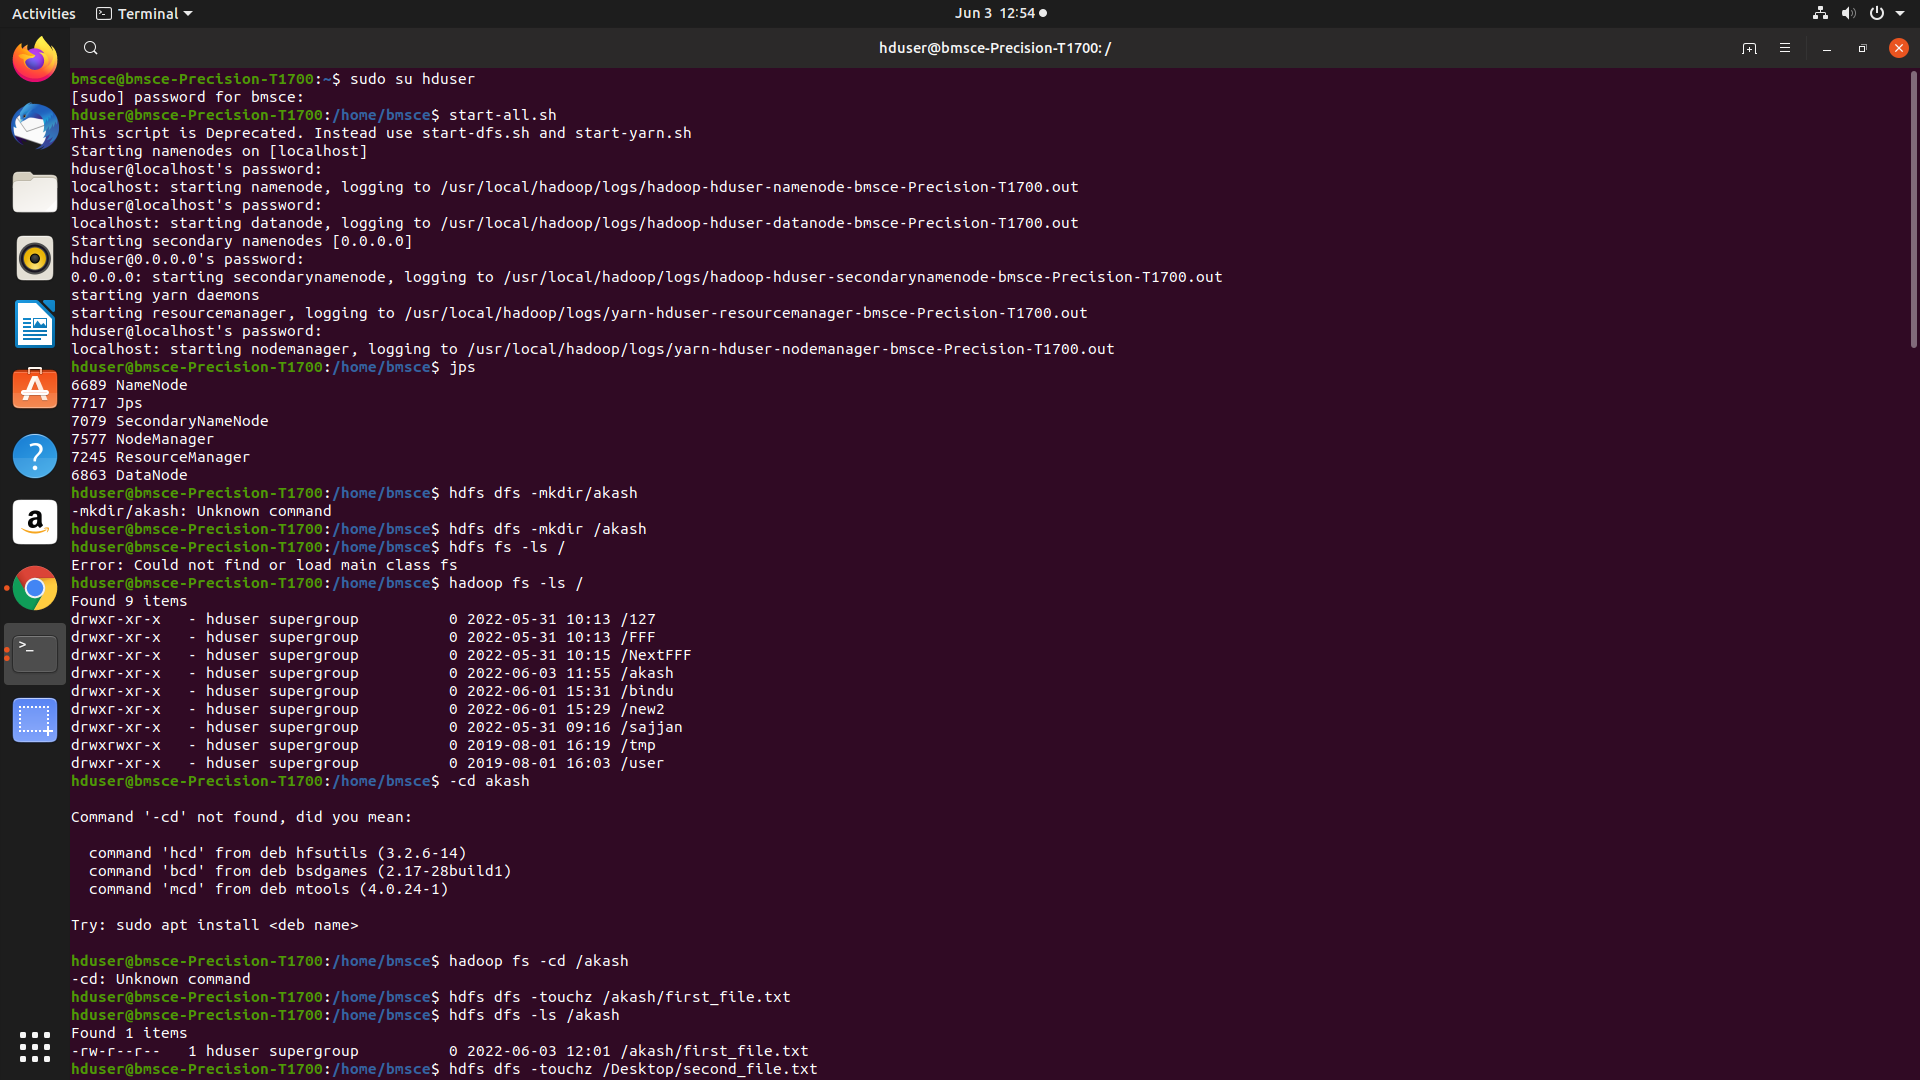 Activities
Terminal
Jun 3 12:54
hduser@bmsce-Precision-T1700: /
bmsce@bmsce-Precision-T1700:~$ sudo su hduser
[sudo] password for bmsce:
hduser@bmsce-Precision-T1700:/home/bmsce$ start-all.sh
This script is Deprecated. Instead use start-dfs.sh and start-yarn.sh
Starting namenodes on [localhost]
hduser@localhost's password:
localhost: starting namenode, logging to /usr/local/hadoop/logs/hadoop-hduser-namenode-bmsce-Precision-T1700.out
hduser@localhost's password:
localhost: starting datanode, logging to /usr/local/hadoop/logs/hadoop-hduser-datanode-bmsce-Precision-T1700.out
Starting secondary namenodes [0.0.0.0]
hduser@0.0.0.0's password:
0.0.0.0: starting secondarynamenode, logging to /usr/local/hadoop/logs/hadoop-hduser-secondarynamenode-bmsce-Precision-T1700.out
starting yarn daemons
starting resourcemanager, logging to /usr/local/hadoop/logs/yarn-hduser-resourcemanager-bmsce-Precision-T1700.out
hduser@localhost's password:
localhost: starting nodemanager, logging to /usr/local/hadoop/logs/yarn-hduser-nodemanager-bmsce-Precision-T1700.out
hduser@bmsce-Precision-T1700:/home/bmsce$ jps
6689 NameNode
7717 Jps
7079 SecondaryNameNode
7577 NodeManager
7245 ResourceManager
6863 DataNode
hduser@bmsce-Precision-T1700:/home/bmsce$ hdfs dfs -mkdir/akash
-mkdir/akash: Unknown command
hduser@bmsce-Precision-T1700:/home/bmsce$ hdfs dfs -mkdir /akash
hduser@bmsce-Precision-T1700:/home/bmsce$ hdfs fs -ls /
Error: Could not find or load main class fs
hduser@bmsce-Precision-T1700:/home/bmsce$ hadoop fs -ls /
Found 9 items
drwxr-xr-x   - hduser supergroup          0 2022-05-31 10:13 /127
drwxr-xr-x   - hduser supergroup          0 2022-05-31 10:13 /FFF
drwxr-xr-x   - hduser supergroup          0 2022-05-31 10:15 /NextFFF
drwxr-xr-x   - hduser supergroup          0 2022-06-03 11:55 /akash
drwxr-xr-x   - hduser supergroup          0 2022-06-01 15:31 /bindu
drwxr-xr-x   - hduser supergroup          0 2022-06-01 15:29 /new2
drwxr-xr-x   - hduser supergroup          0 2022-05-31 09:16 /sajjan
drwxrwxr-x   - hduser supergroup          0 2019-08-01 16:19 /tmp
drwxr-xr-x   - hduser supergroup          0 2019-08-01 16:03 /user
hduser@bmsce-Precision-T1700:/home/bmsce$ -cd akash
Command '-cd' not found, did you mean:
  command 'hcd' from deb hfsutils (3.2.6-14)
  command 'bcd' from deb bsdgames (2.17-28build1)
  command 'mcd' from deb mtools (4.0.24-1)
Try: sudo apt install <deb name>
hduser@bmsce-Precision-T1700:/home/bmsce$ hadoop fs -cd /akash
-cd: Unknown command
hduser@bmsce-Precision-T1700:/home/bmsce$ hdfs dfs -touchz /akash/first_file.txt
hduser@bmsce-Precision-T1700:/home/bmsce$ hdfs dfs -ls /akash
Found 1 items
-rw-r--r--   1 hduser supergroup          0 2022-06-03 12:01 /akash/first_file.txt
hduser@bmsce-Precision-T1700:/home/bmsce$ hdfs dfs -touchz /Desktop/second_file.txt